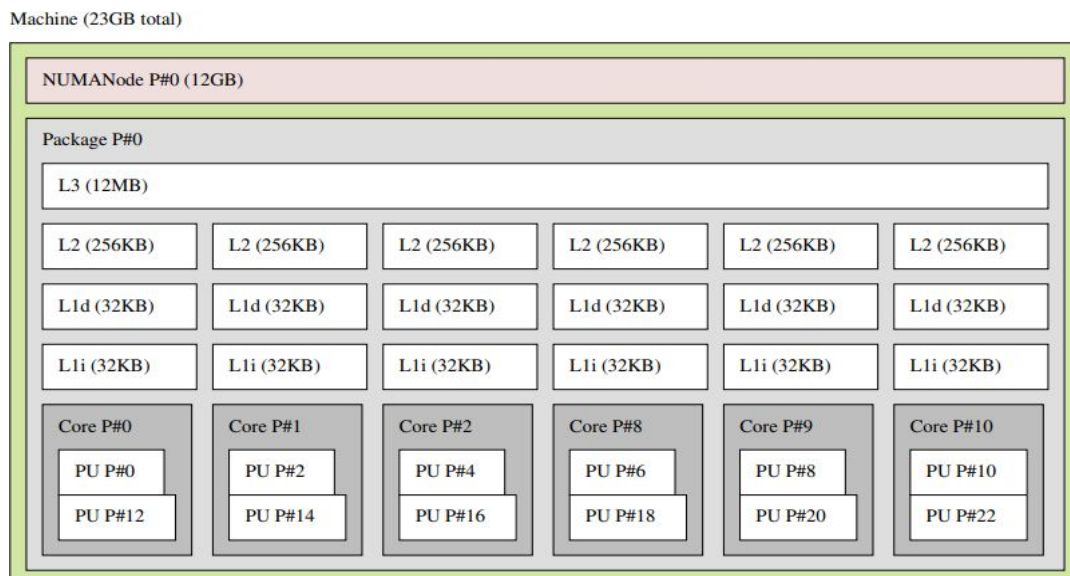 Machine (23GB total)
NUMANode P#0 (12GB)
Package P#0
L3 (12MB)
L2 (256KB) L2 (256KB) L2 (256KB) L2 (256KB) L2 (256KB) L2 (256KB)
L1d (32KB) L1d (32KB) L1d (32KB) L1d (32KB) L1d (32KB) L1d (32KB)
L1i (32KB) L1i (32KB) L1i (32KB) L1i (32KB) L1i (32KB) L1i (32KB)
Core P#0 Core P#1 Core P#2 Core P#8 Core P#9 Core P#10
PU P#0 PU P#2 PU P#4 PU P#6 PU P#8 PU P#10
PU P#12 PU P#14 PU P#16 PU P#18 PU P#20 PU P#22